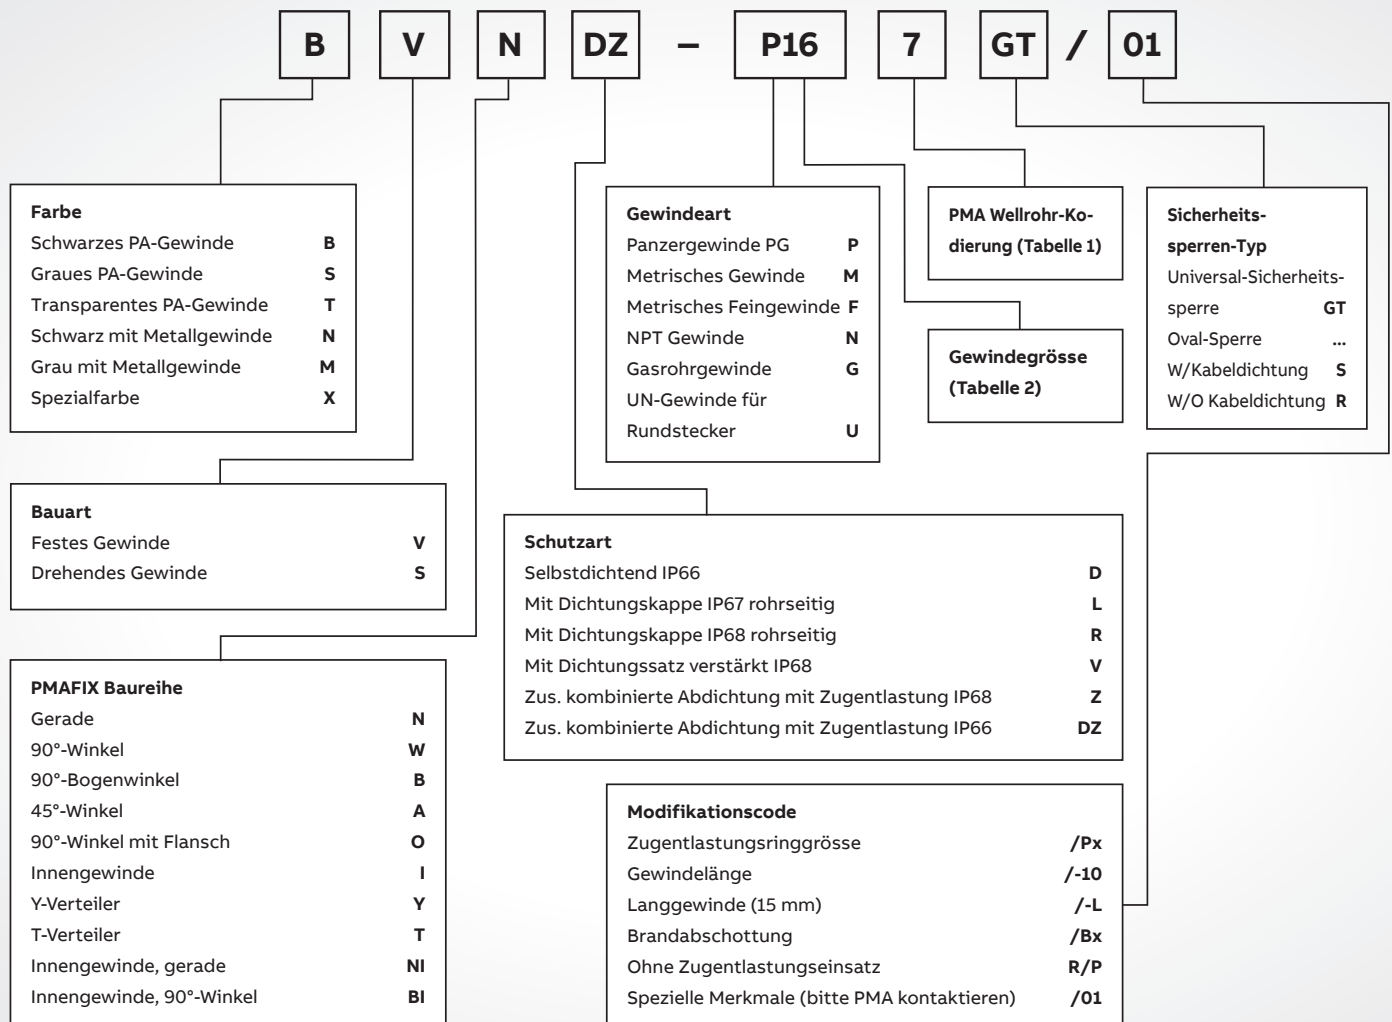 B V N DZ – P16 7 GT / 01
Farbe
Schwarzes PA-Gewinde B
Graues PA-Gewinde S
Transparentes PA-Gewinde T
Schwarz mit Metallgewinde N
Grau mit Metallgewinde M
Spezialfarbe X
Bauart
Festes Gewinde V
Drehendes Gewinde S
PMAFIX Baureihe
Gerade N
90°-Winkel W
90°-Bogenwinkel B
45°-Winkel A
90°-Winkel mit Flansch O
Innengewinde I
Y-Verteiler Y
T-Verteiler T
Innengewinde, gerade NI
Innengewinde, 90°-Winkel BI
Gewindeart
Panzergewinde PG P
Metrisches Gewinde M
Metrisches Feingewinde F
NPT Gewinde N
Gasrohrgewinde G
UN-Gewinde für
Rundstecker U
PMA Wellrohr-Ko-
dierung (Tabelle 1)
Gewindegrösse
(Tabelle 2)
Sicherheits-
sperren-Typ
Universal-Sicherheits-
sperre GT
Oval-Sperre ...
W/Kabeldichtung S
W/O Kabeldichtung R
Schutzart
Selbstdichtend IP66 D
Mit Dichtungskappe IP67 rohrseitig L
Mit Dichtungskappe IP68 rohrseitig R
Mit Dichtungssatz verstärkt IP68 V
Zus. kombinierte Abdichtung mit Zugentlastung IP68 Z
Zus. kombinierte Abdichtung mit Zugentlastung IP66 DZ
Modifikationscode
Zugentlastungsringgrösse /Px
Gewindelänge /-10
Langgewinde (15 mm) /-L
Brandabschottung /Bx
Ohne Zugentlastungseinsatz R/P
Spezielle Merkmale (bitte PMA kontaktieren) /01